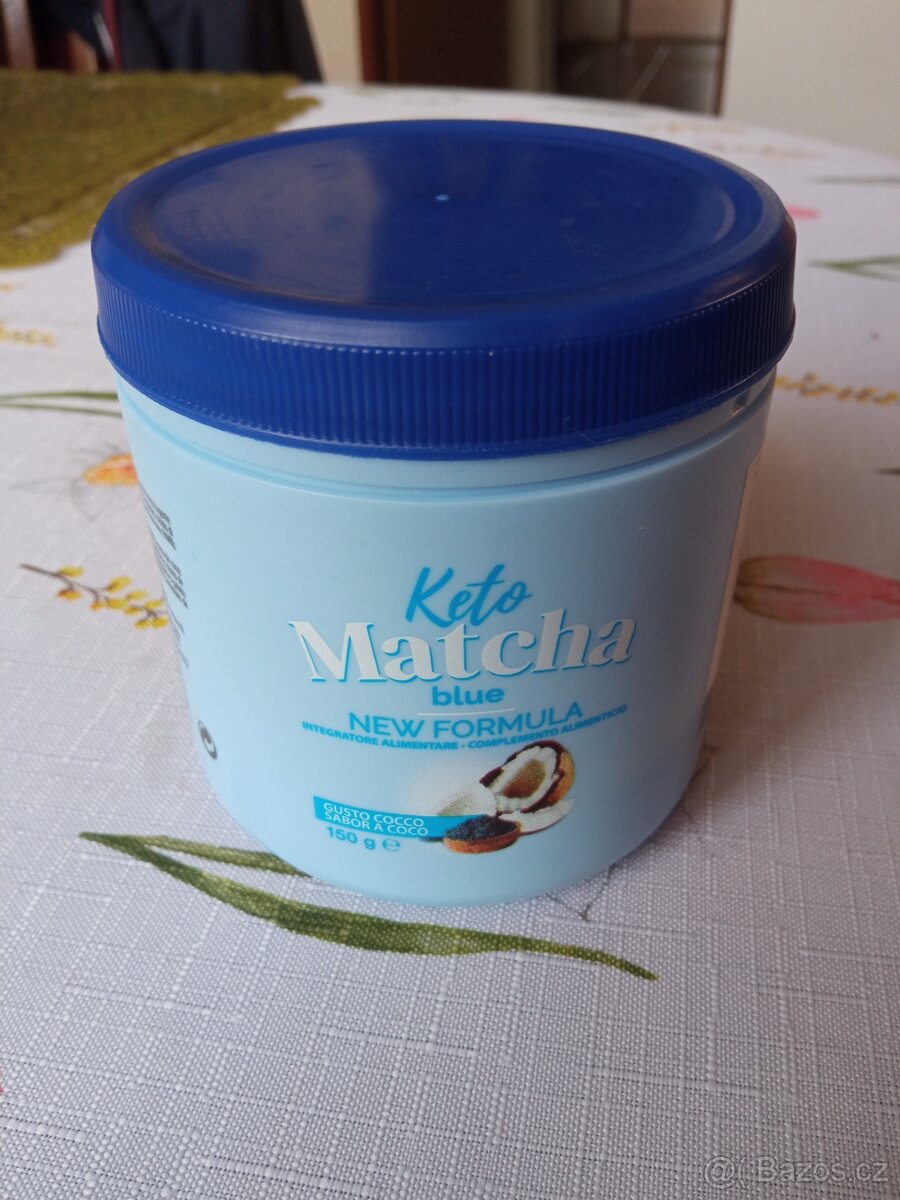 Keto
Matcha
blue
NEW FORMULA
INTEGRATORE ALIMENTARE - COMPLEMENTO ALIMENTICIO
GUSTO COCCO
SABOR A COCO
150 g ℮
@( Bazos.cz